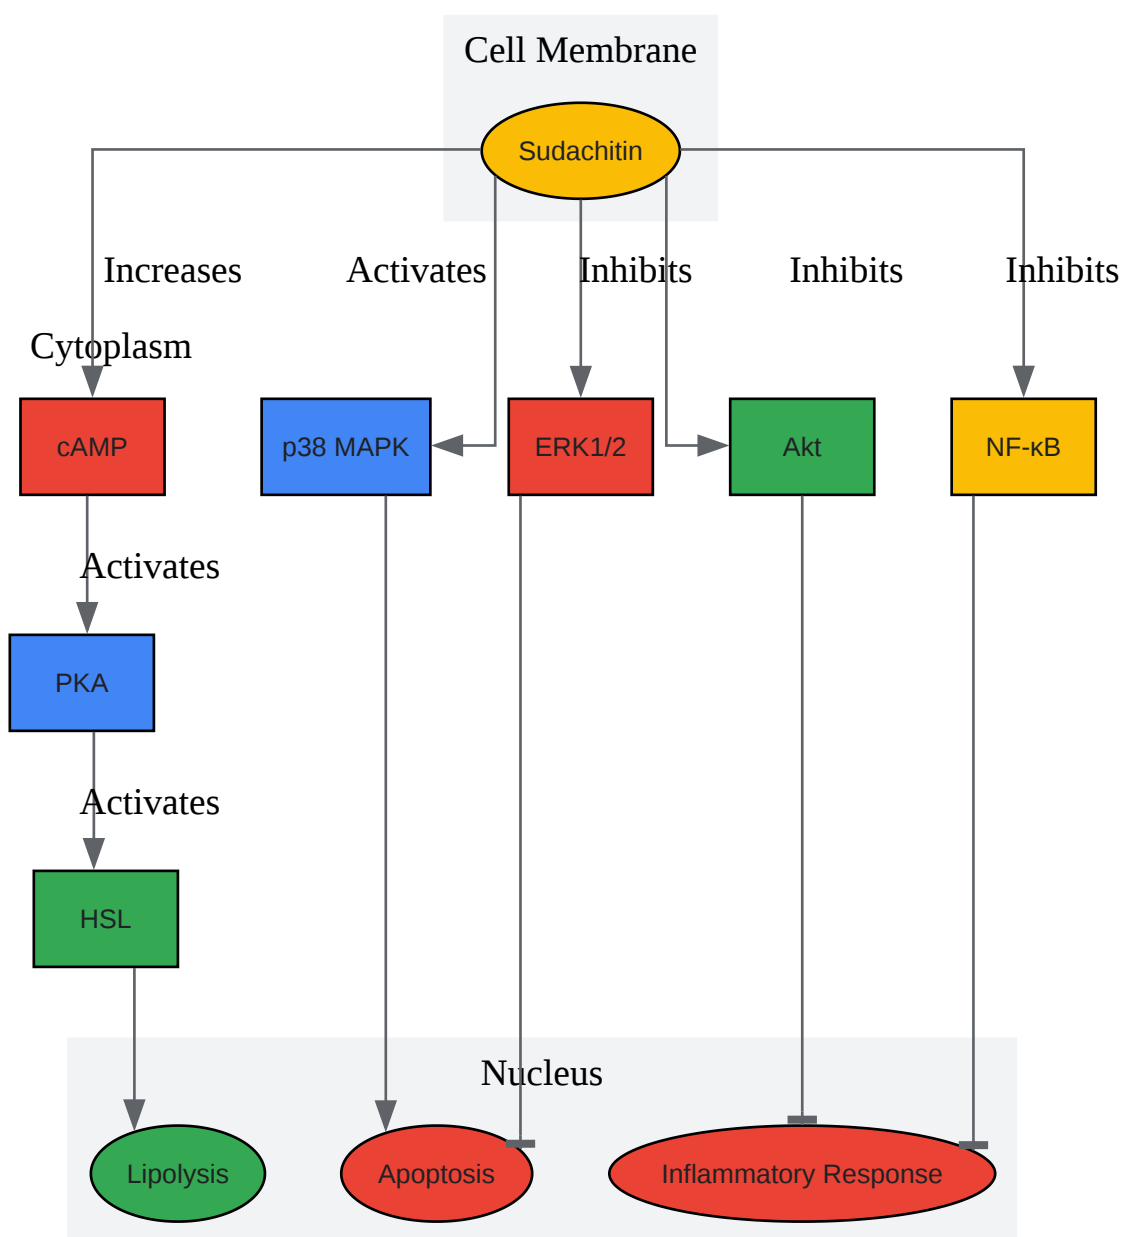 Cell Membrane
Sudachitin
Increases
Activates
Inhibits
Inhibits
Inhibits
Cytoplasm
cAMP
p38 MAPK
ERK1/2
Akt
NF-κB
Activates
PKA
Activates
HSL
Nucleus
Lipolysis
Apoptosis
Inflammatory Response